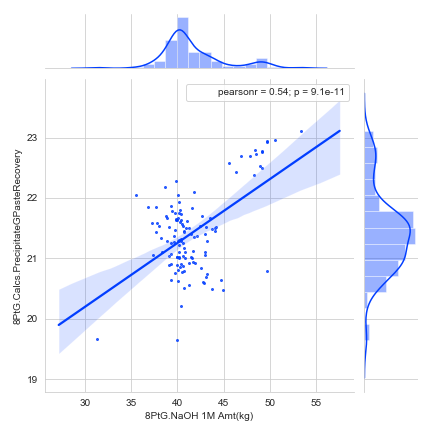 pearsonr = 0.54; p = 9.1e-11
23
22
21
20
19
8PtG.Calcs.PrecipitateGPasteRecovery
30 35 40 45 50 55
8PtG.NaOH 1M Amt(kg)